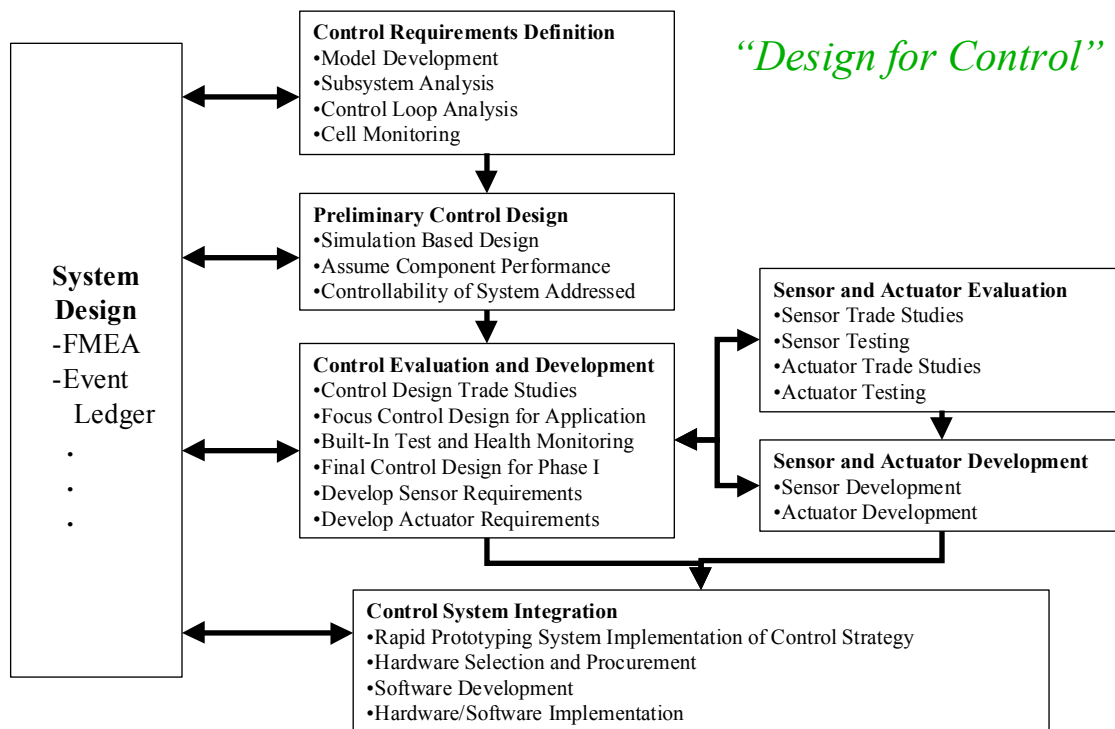 “Design for Control”
Control Requirements Definition
•Model Development
•Subsystem Analysis
•Control Loop Analysis
•Cell Monitoring
Preliminary Control Design
•Simulation Based Design
•Assume Component Performance
•Controllability of System Addressed
System
Design
-FMEA
-Event
Ledger
.
.
.
Control Evaluation and Development
•Control Design Trade Studies
•Focus Control Design for Application
•Built-In Test and Health Monitoring
•Final Control Design for Phase I
•Develop Sensor Requirements
•Develop Actuator Requirements
Sensor and Actuator Evaluation
•Sensor Trade Studies
•Sensor Testing
•Actuator Trade Studies
•Actuator Testing
Sensor and Actuator Development
•Sensor Development
•Actuator Development
Control System Integration
•Rapid Prototyping System Implementation of Control Strategy
•Hardware Selection and Procurement
•Software Development
•Hardware/Software Implementation